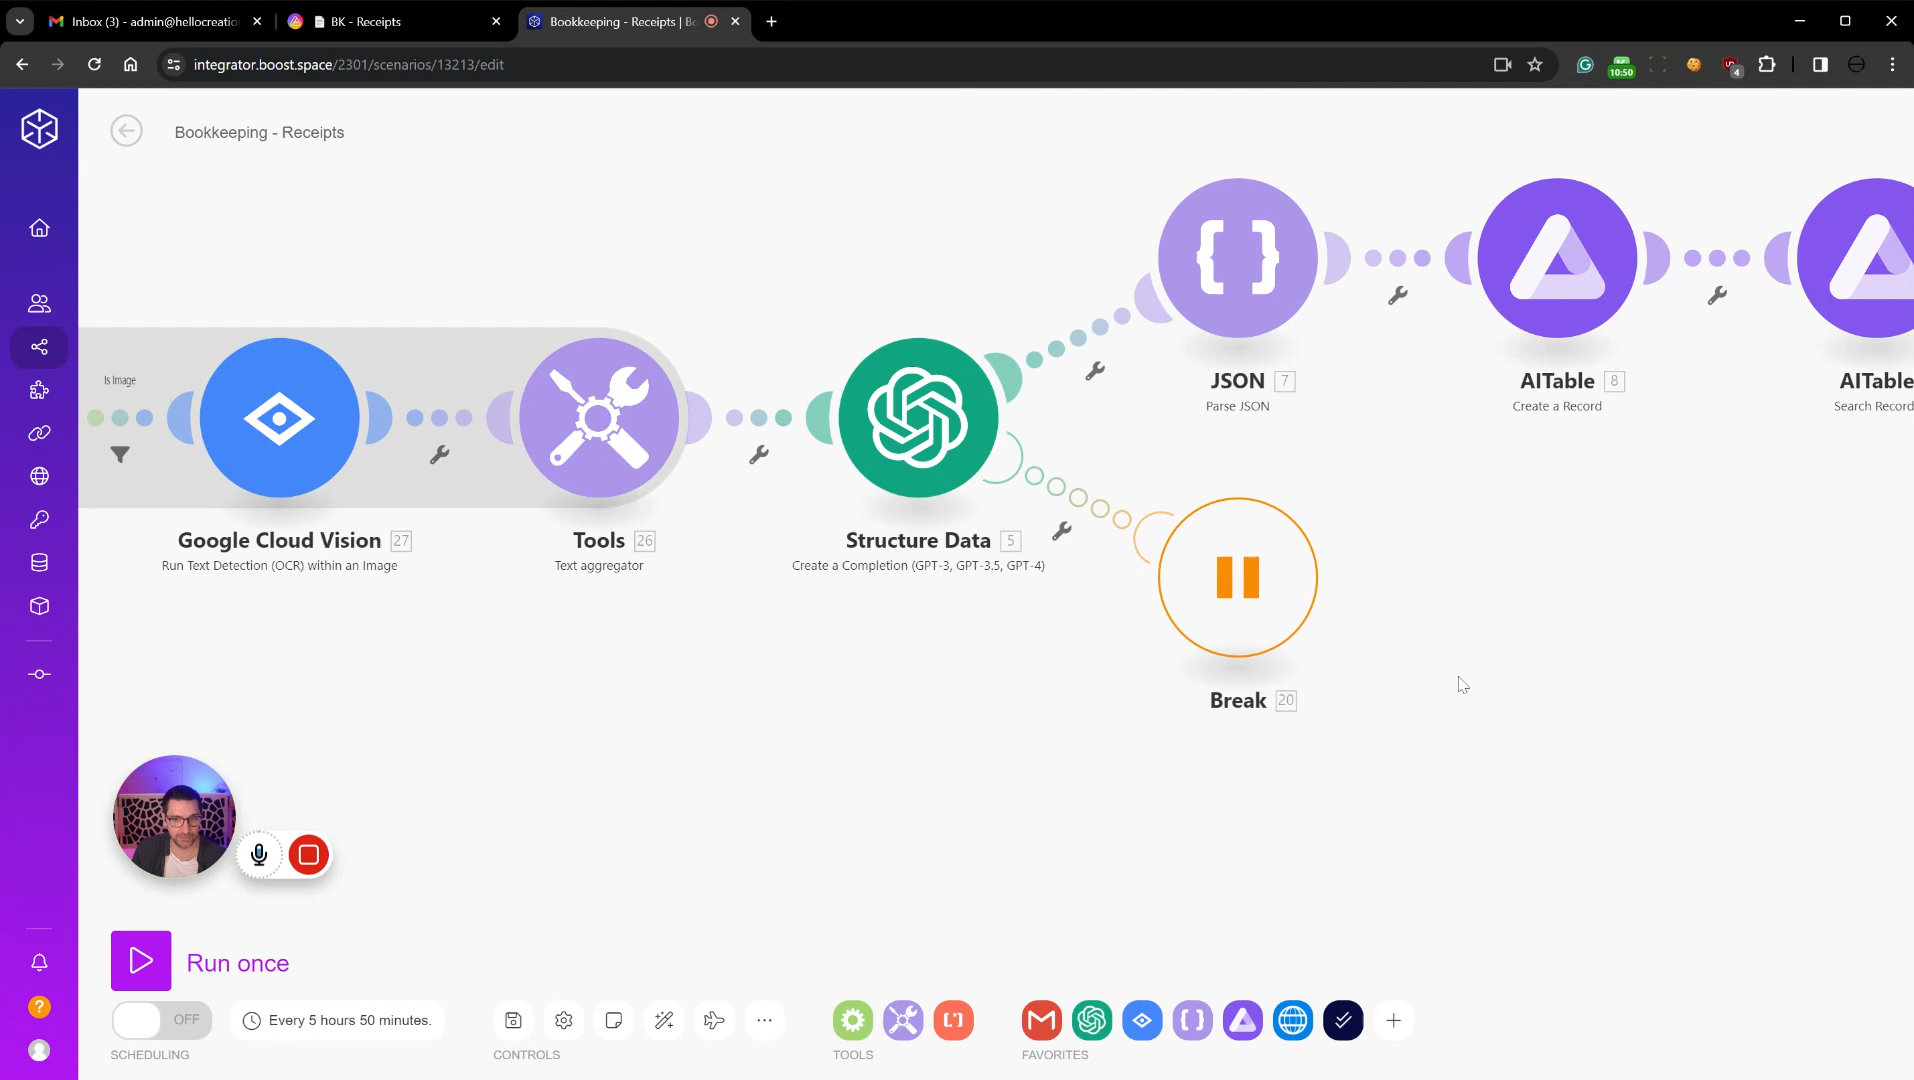 Inbox (3) - admin@hellocreatio
BK - Receipts
Bookkeeping - Receipts | Bo
integrator.boost.space/2301/scenarios/13213/edit
10:50
4
Bookkeeping - Receipts
Is Image
JSON 7
Parse JSON
AITable 8
Create a Record
AITable
Search Record
Google Cloud Vision 27
Run Text Detection (OCR) within an Image
Tools 26
Text aggregator
Structure Data 5
Create a Completion (GPT-3, GPT-3.5, GPT-4)
Break 20
Run once
OFF
Every 5 hours 50 minutes.
SCHEDULING
CONTROLS
TOOLS
FAVORITES